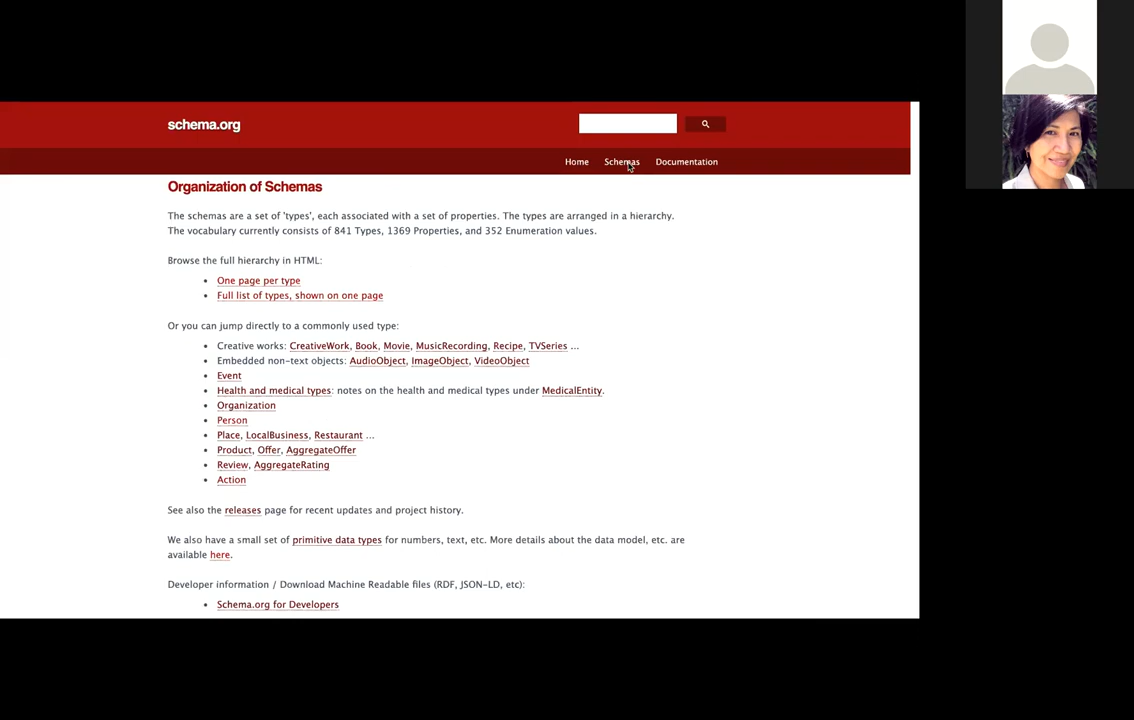 schema.org
Home Schemas Documentation
Organization of Schemas
The schemas are a set of 'types', each associated with a set of properties. The types are arranged in a hierarchy.
The vocabulary currently consists of 841 Types, 1369 Properties, and 352 Enumeration values.
Browse the full hierarchy in HTML:
• One page per type
• Full list of types, shown on one page
Or you can jump directly to a commonly used type:
• Creative works: CreativeWork, Book, Movie, MusicRecording, Recipe, TVSeries ...
• Embedded non-text objects: AudioObject, ImageObject, VideoObject
• Event
• Health and medical types: notes on the health and medical types under MedicalEntity.
• Organization
• Person
• Place, LocalBusiness, Restaurant ...
• Product, Offer, AggregateOffer
• Review, AggregateRating
• Action
See also the releases page for recent updates and project history.
We also have a small set of primitive data types for numbers, text, etc. More details about the data model, etc. are
available here.
Developer information / Download Machine Readable files (RDF, JSON-LD, etc):
• Schema.org for Developers